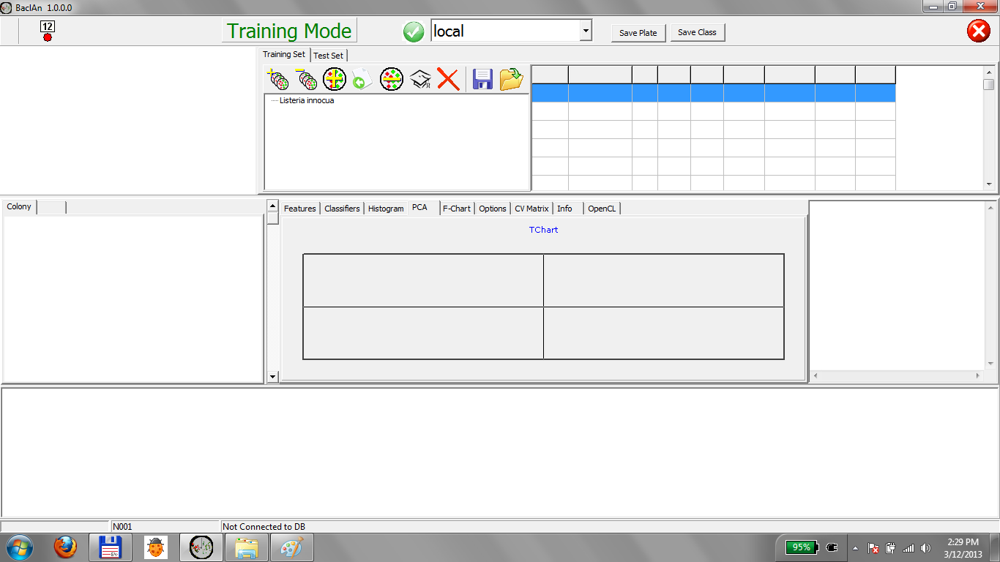 BacIAn 1.0.0.0
12
Training Mode
local
Save Plate
Save Class
Training Set
Test Set
R
Listeria innocua
Colony
Features
Classifiers
Histogram
PCA
F-Chart
Options
CV Matrix
Info
OpenCL
TChart
N001
Not Connected to DB
64
95%
2:29 PM
3/12/2013